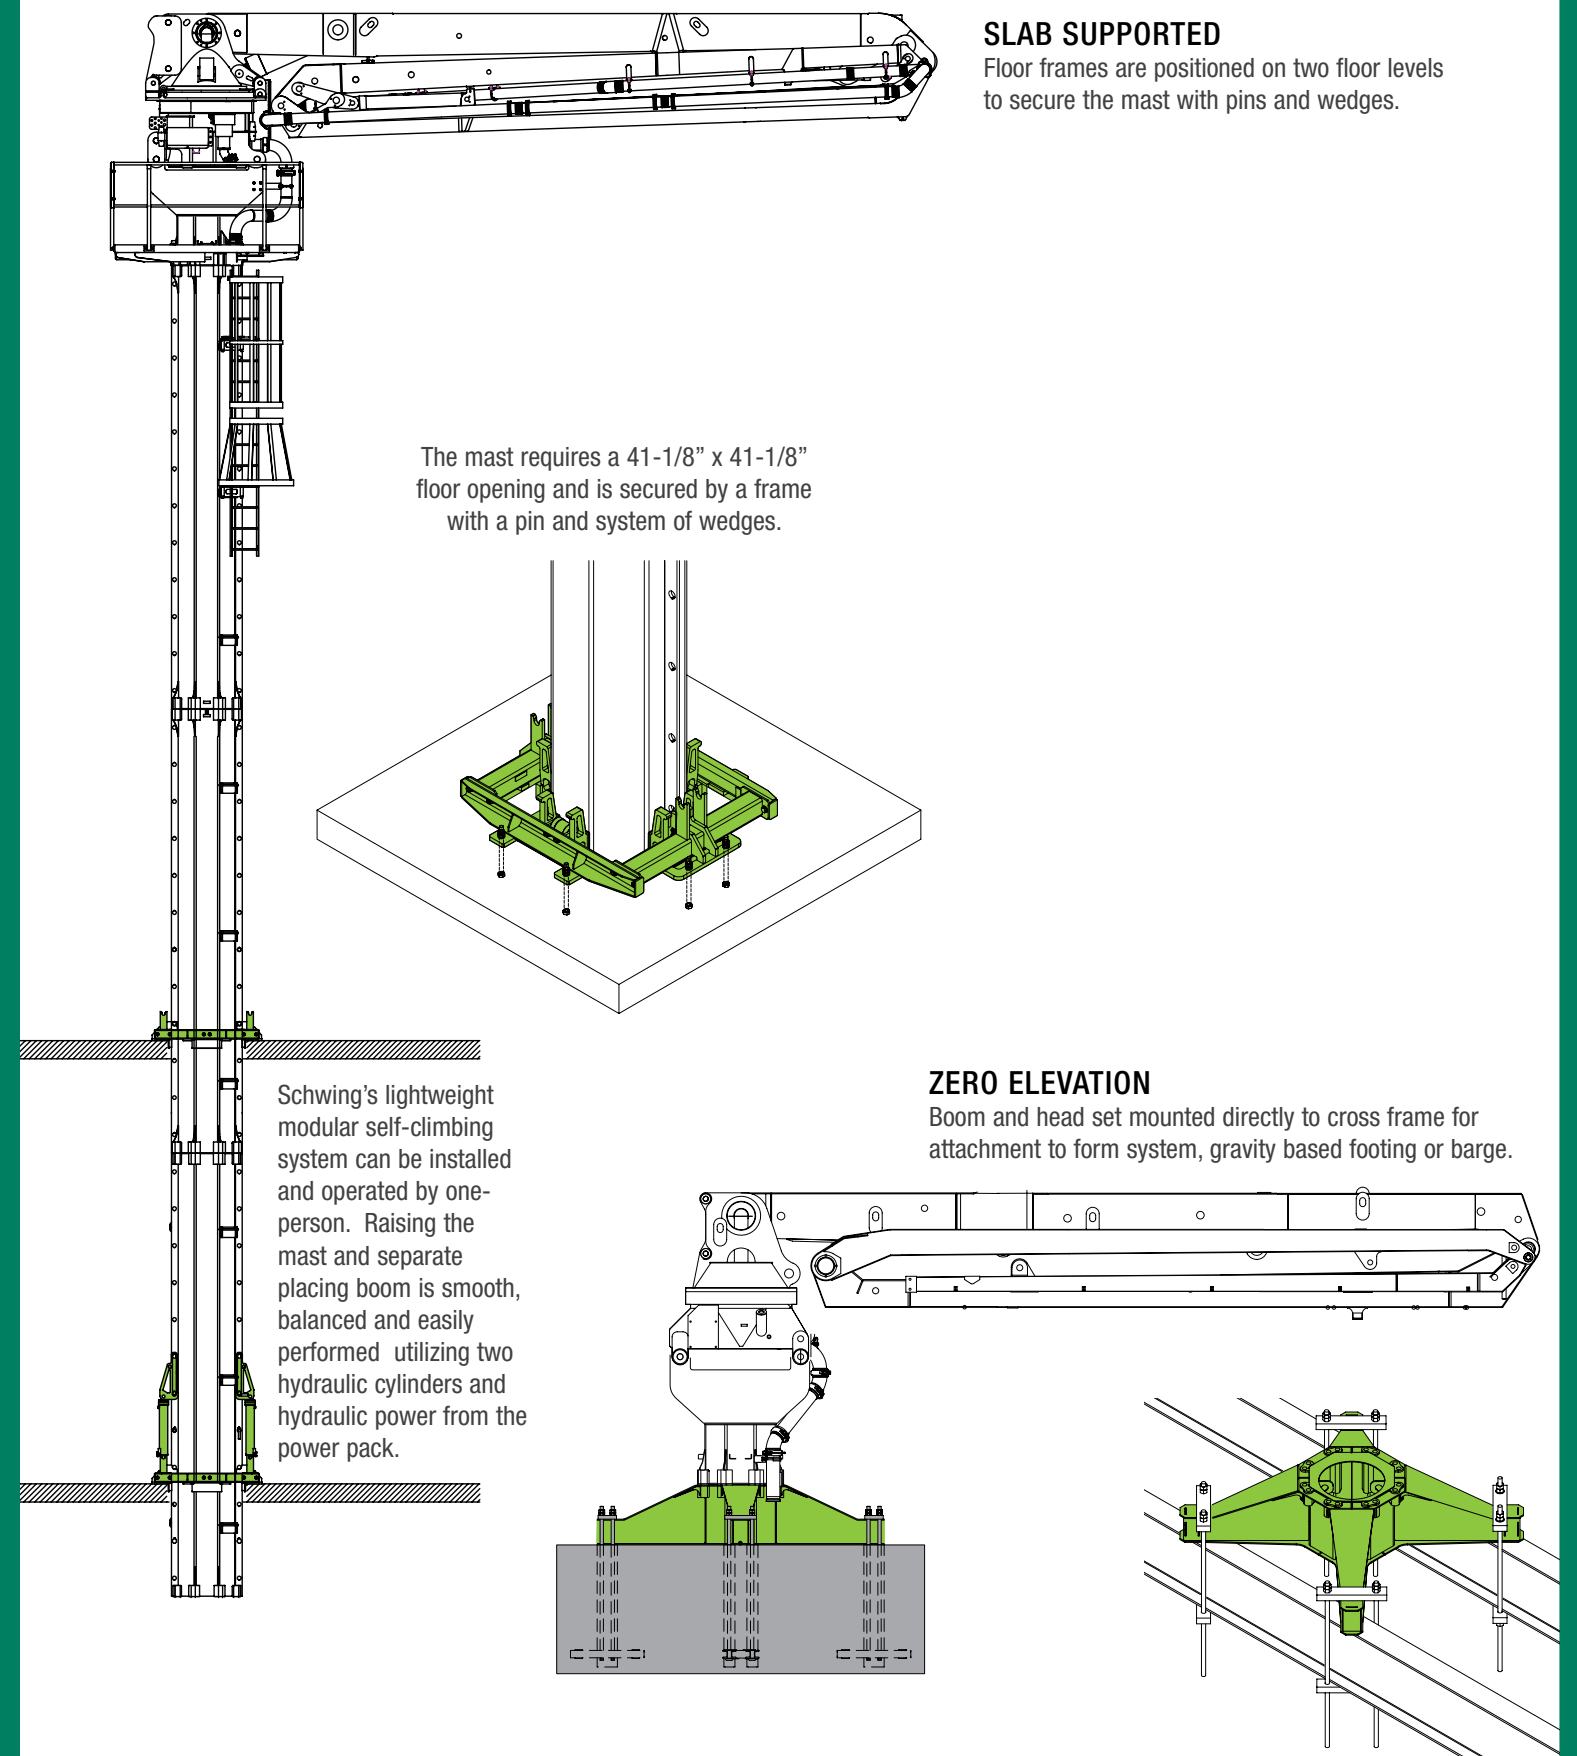 SLAB SUPPORTED
Floor frames are positioned on two floor levels
to secure the mast with pins and wedges.
The mast requires a 41-1/8” x 41-1/8”
floor opening and is secured by a frame
with a pin and system of wedges.
Schwing’s lightweight
modular self-climbing
system can be installed
and operated by one-
person.  Raising the
mast and separate
placing boom is smooth,
balanced and easily
performed  utilizing two
hydraulic cylinders and
hydraulic power from the
power pack.
ZERO ELEVATION
Boom and head set mounted directly to cross frame for
attachment to form system, gravity based footing or barge.